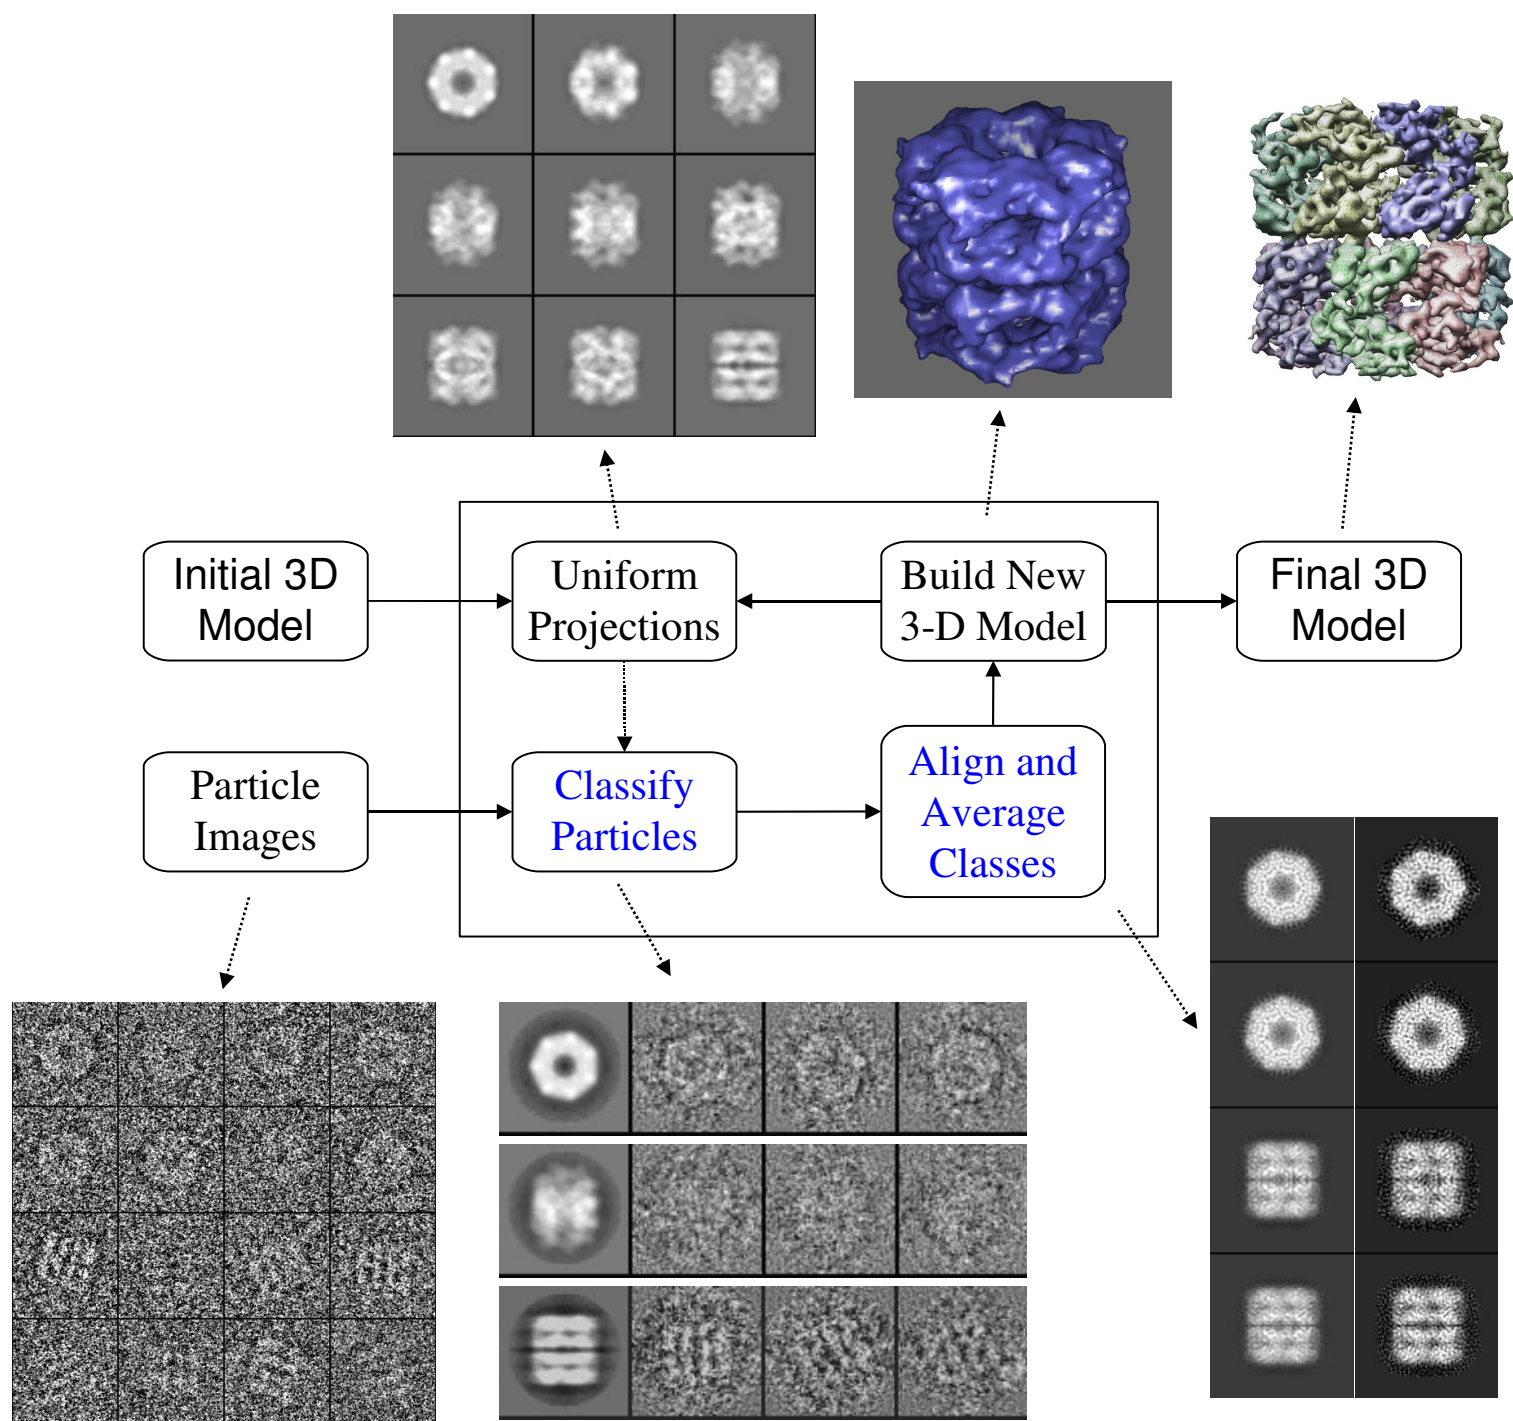 Initial 3D
Model
Uniform
Projections
Build New
3-D Model
Final 3D
Model
Particle
Images
Classify
Particles
Align and
Average
Classes